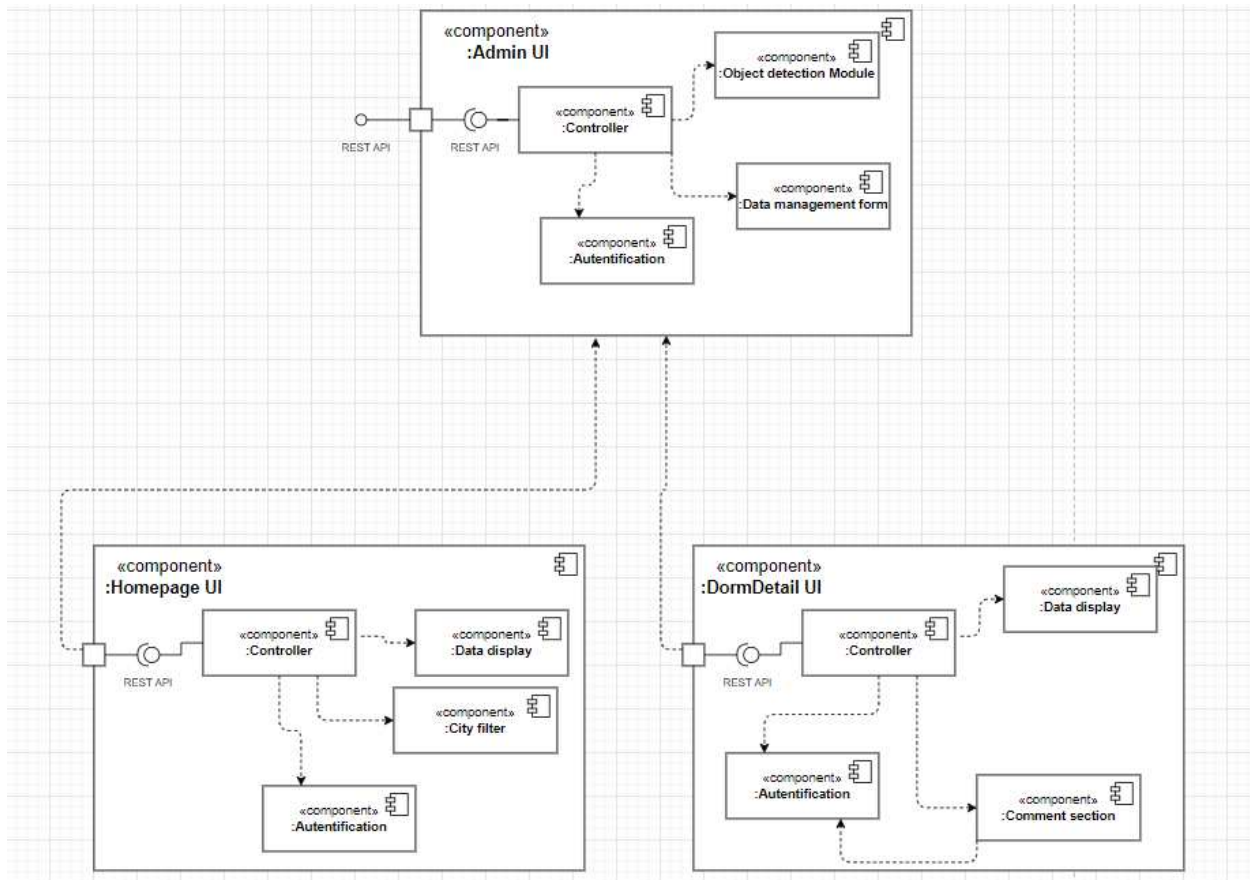 «component»
:Admin UI
«component»
:Object detection Module
«component»
:Controller
REST API
REST API
«component»
:Data management form
«component»
:Autentification
«component»
:Homepage UI
«component»
:Controller
«component»
:Data display
REST API
«component»
:City filter
«component»
:Autentification
«component»
:DormDetail UI
«component»
:Data display
«component»
:Controller
REST API
«component»
:Autentification
«component»
:Comment section